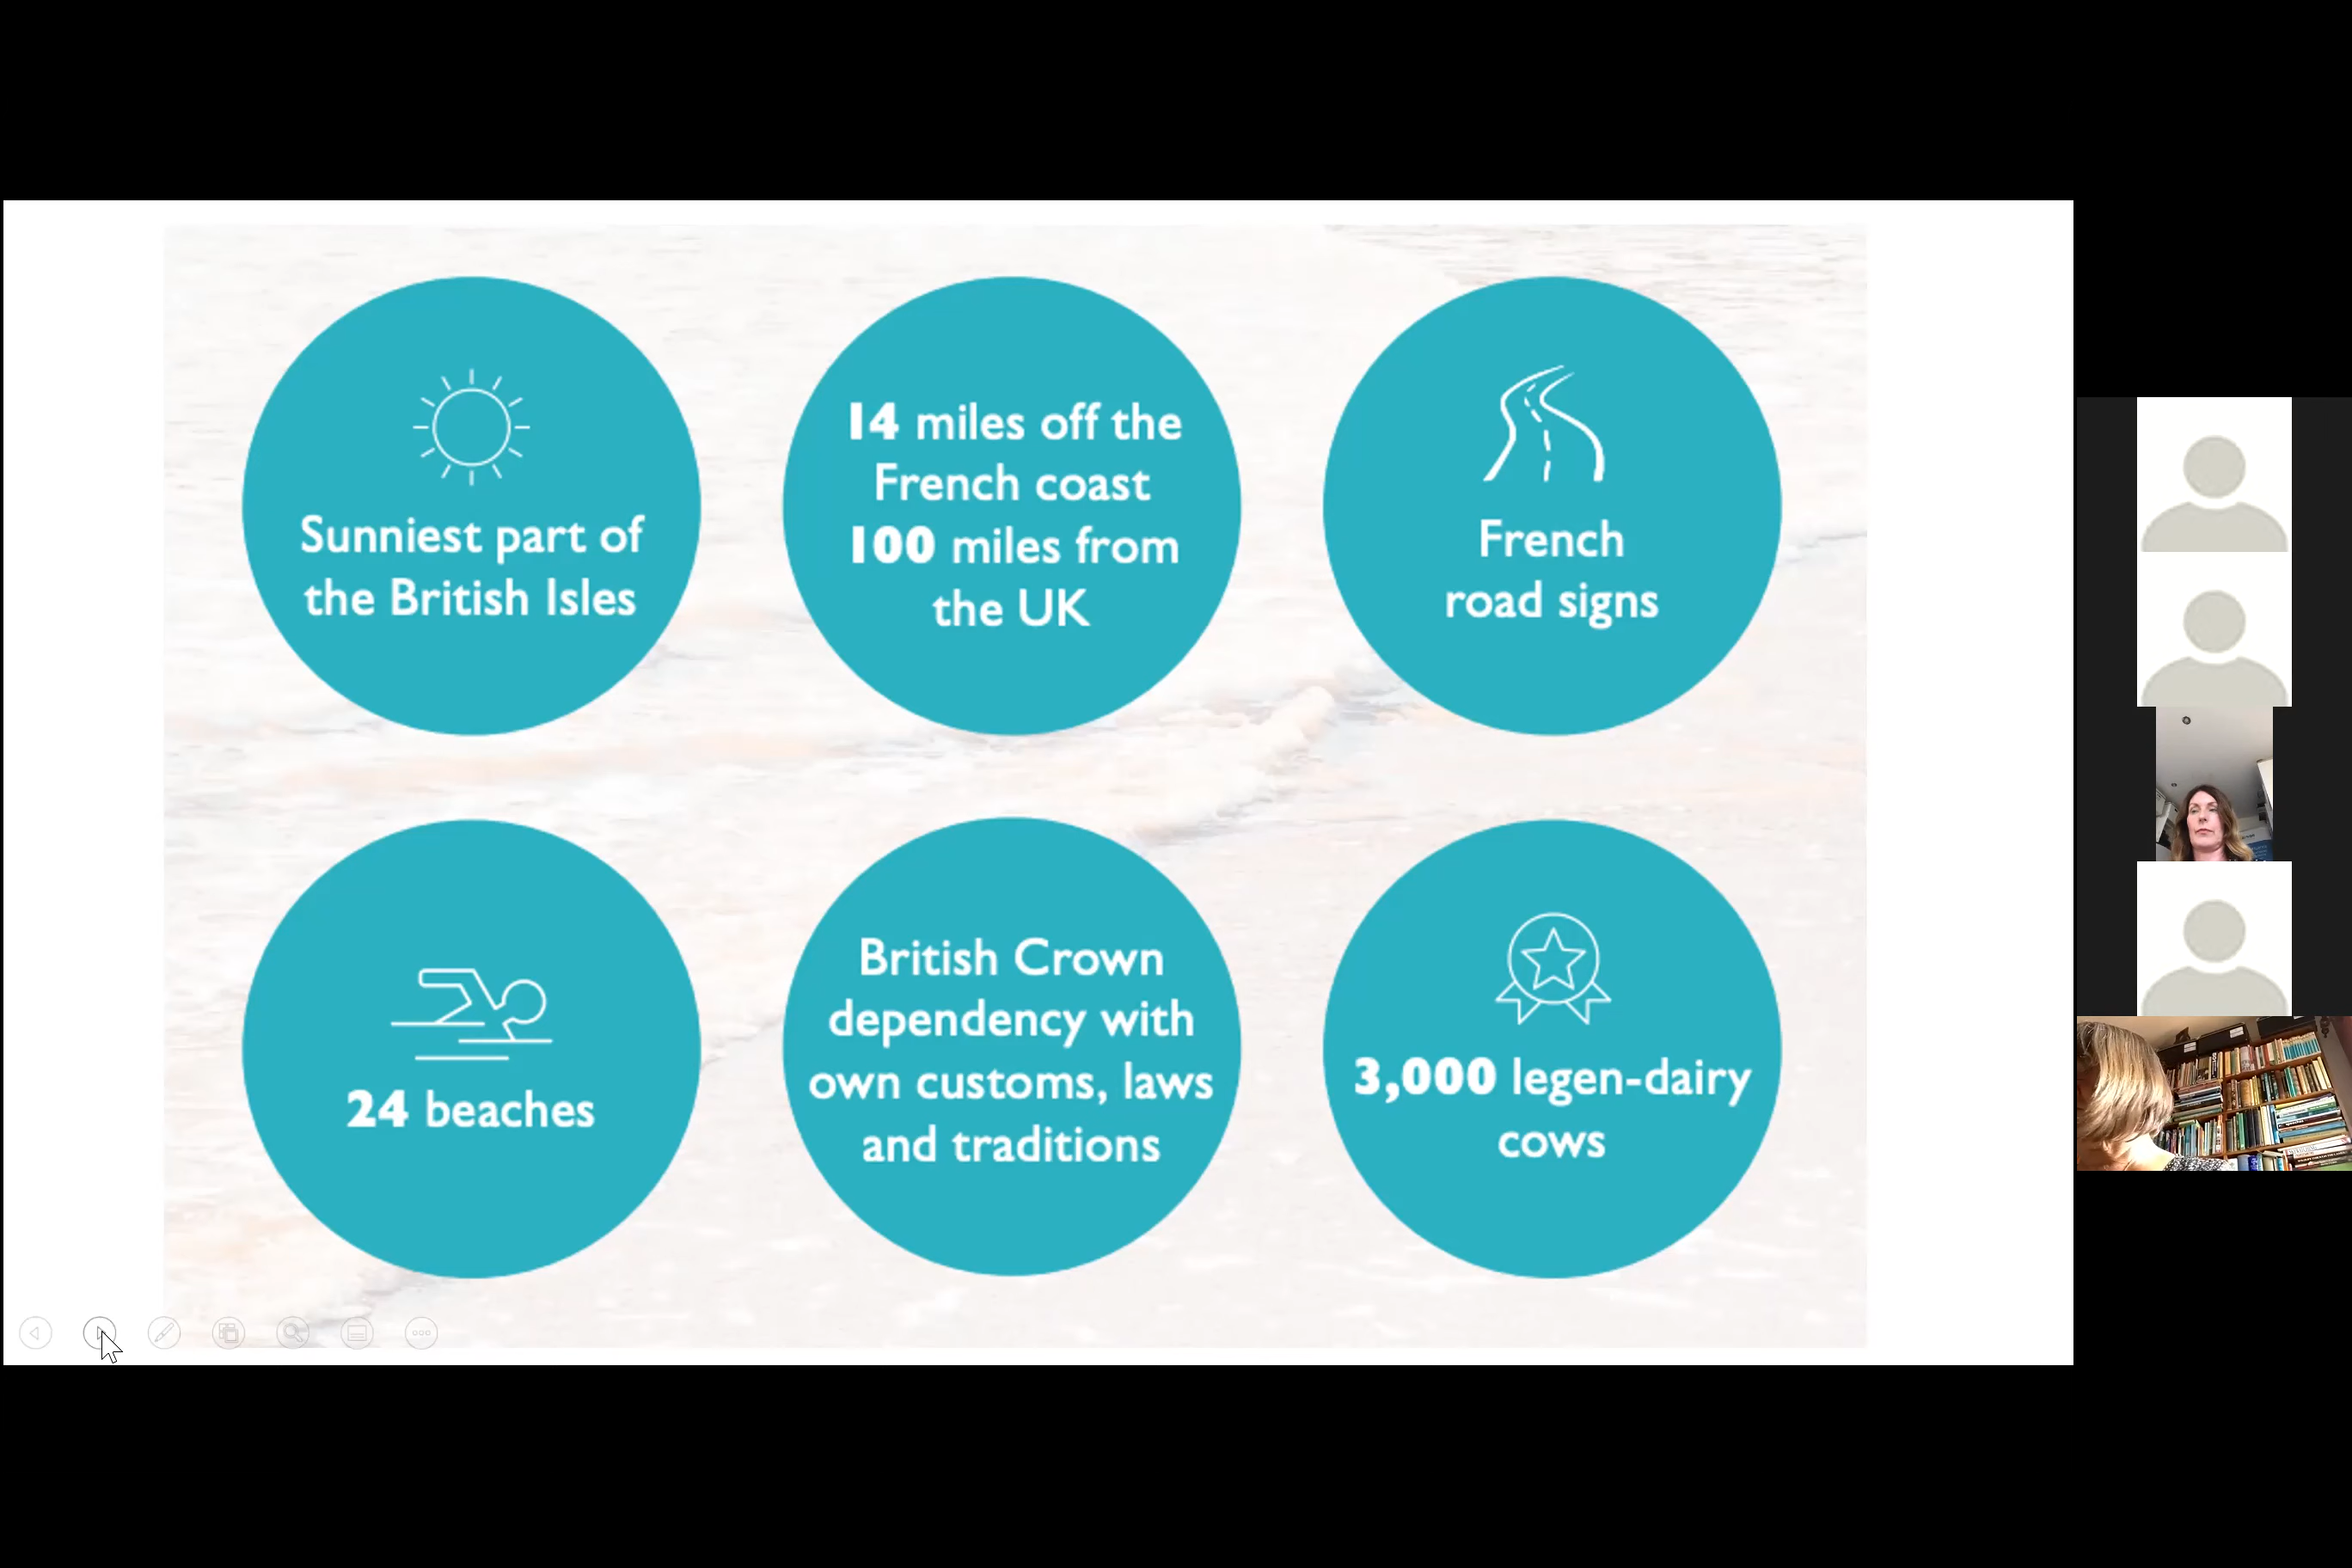 Sunniest part of
the British Isles
14 miles off the
French coast
100 miles from
the UK
French
road signs
24 beaches
British Crown
dependency with
own customs, laws
and traditions
3,000 legen-dairy
cows